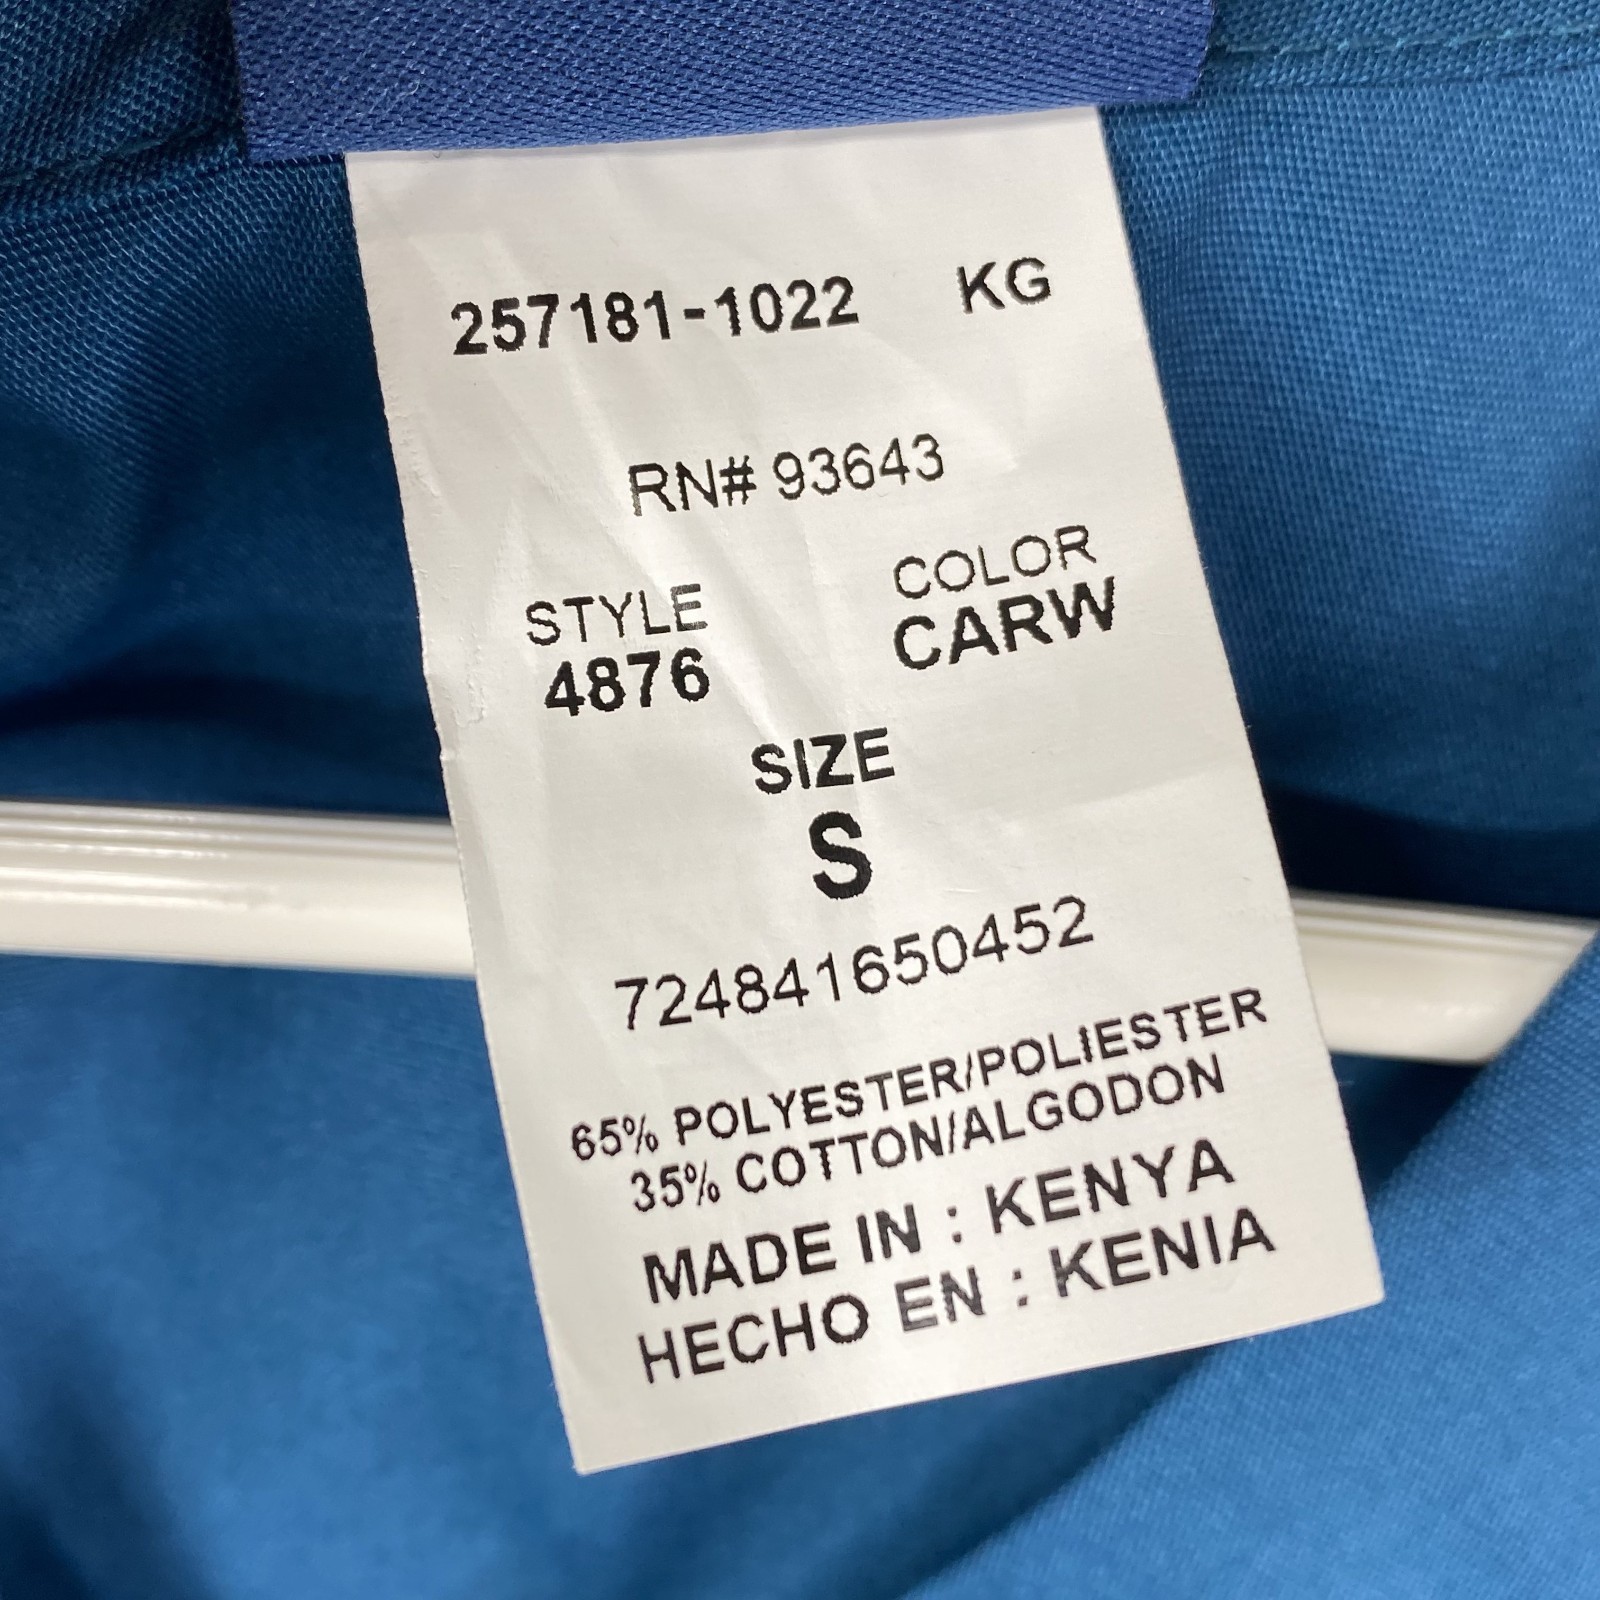 257181-1022 KG
RN# 93643
STYLE COLOR
4876 CARW
SIZE
S
724841650452
65% POLYESTER/POLIESTER
35% COTTON/ALGODON
MADE IN : KENYA
HECHO EN : KENIA